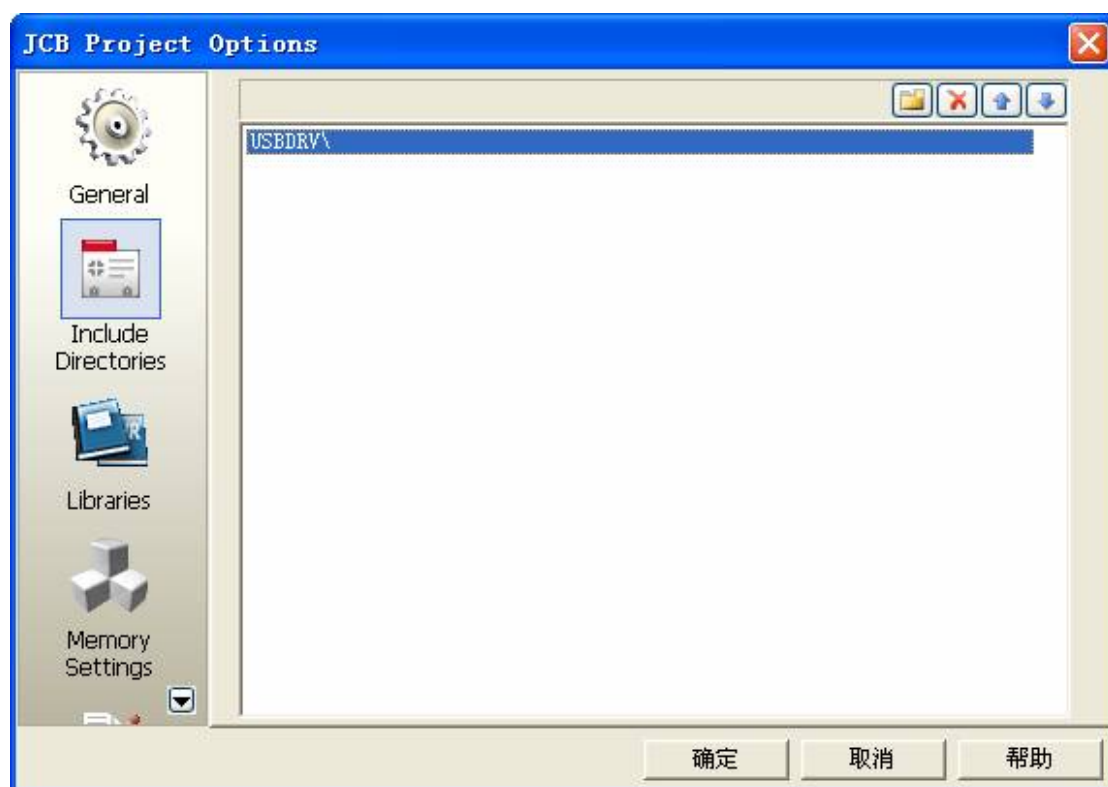 JCB Project Options
General
Include
Directories
Libraries
Memory
Settings
USBDRV\
确定
取消
帮助